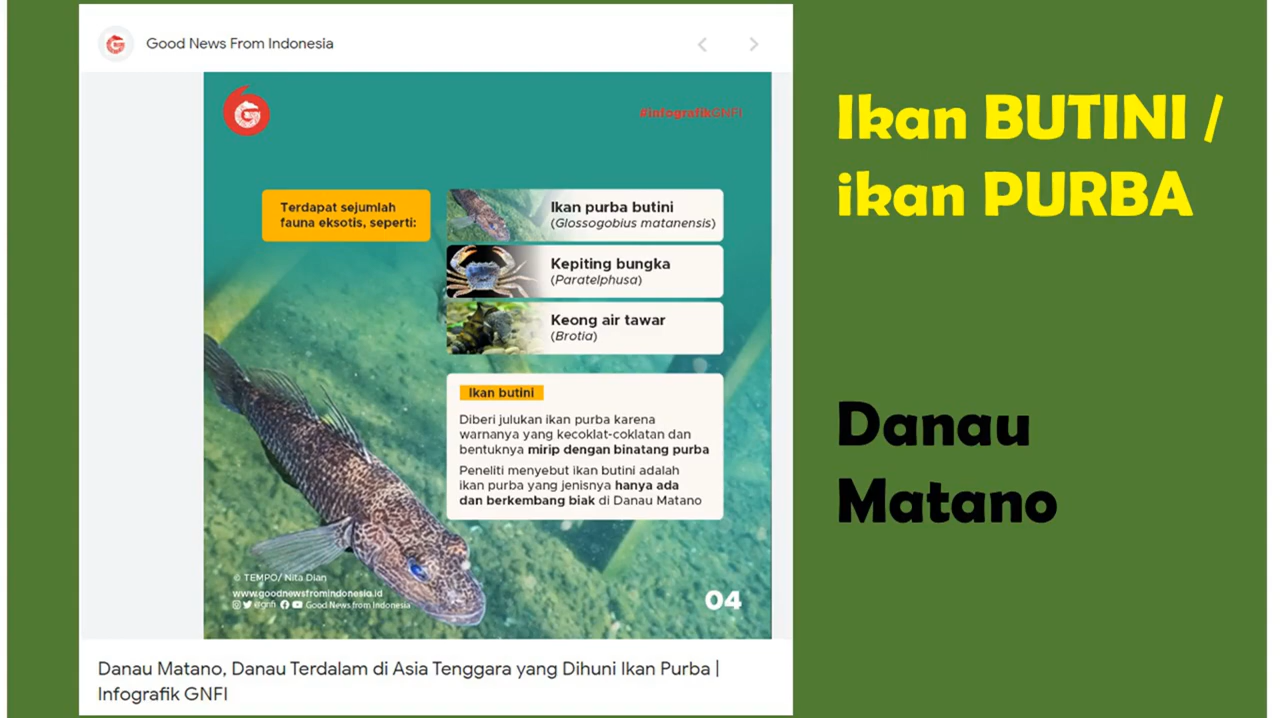 Good News From Indonesia
#InfografikGNFI
Terdapat sejumlah
fauna eksotis, seperti:
Ikan purba butini
(Glossogobius matanensis)
Kepiting bungka
(Paratelphusa)
Keong air tawar
(Brotia)
Ikan butini
Diberi julukan ikan purba karena
warnanya yang kecoklat-coklatan dan
bentuknya mirip dengan binatang purba
Peneliti menyebut ikan butini adalah
ikan purba yang jenisnya hanya ada
dan berkembang biak di Danau Matano
© TEMPO/ Nita Dian
www.goodnewsfromindonesia.id
@gnfi Good News from Indonesia
04
Danau Matano, Danau Terdalam di Asia Tenggara yang Dihuni Ikan Purba |
Infografik GNFI
Ikan BUTINI /
ikan PURBA
Danau
Matano